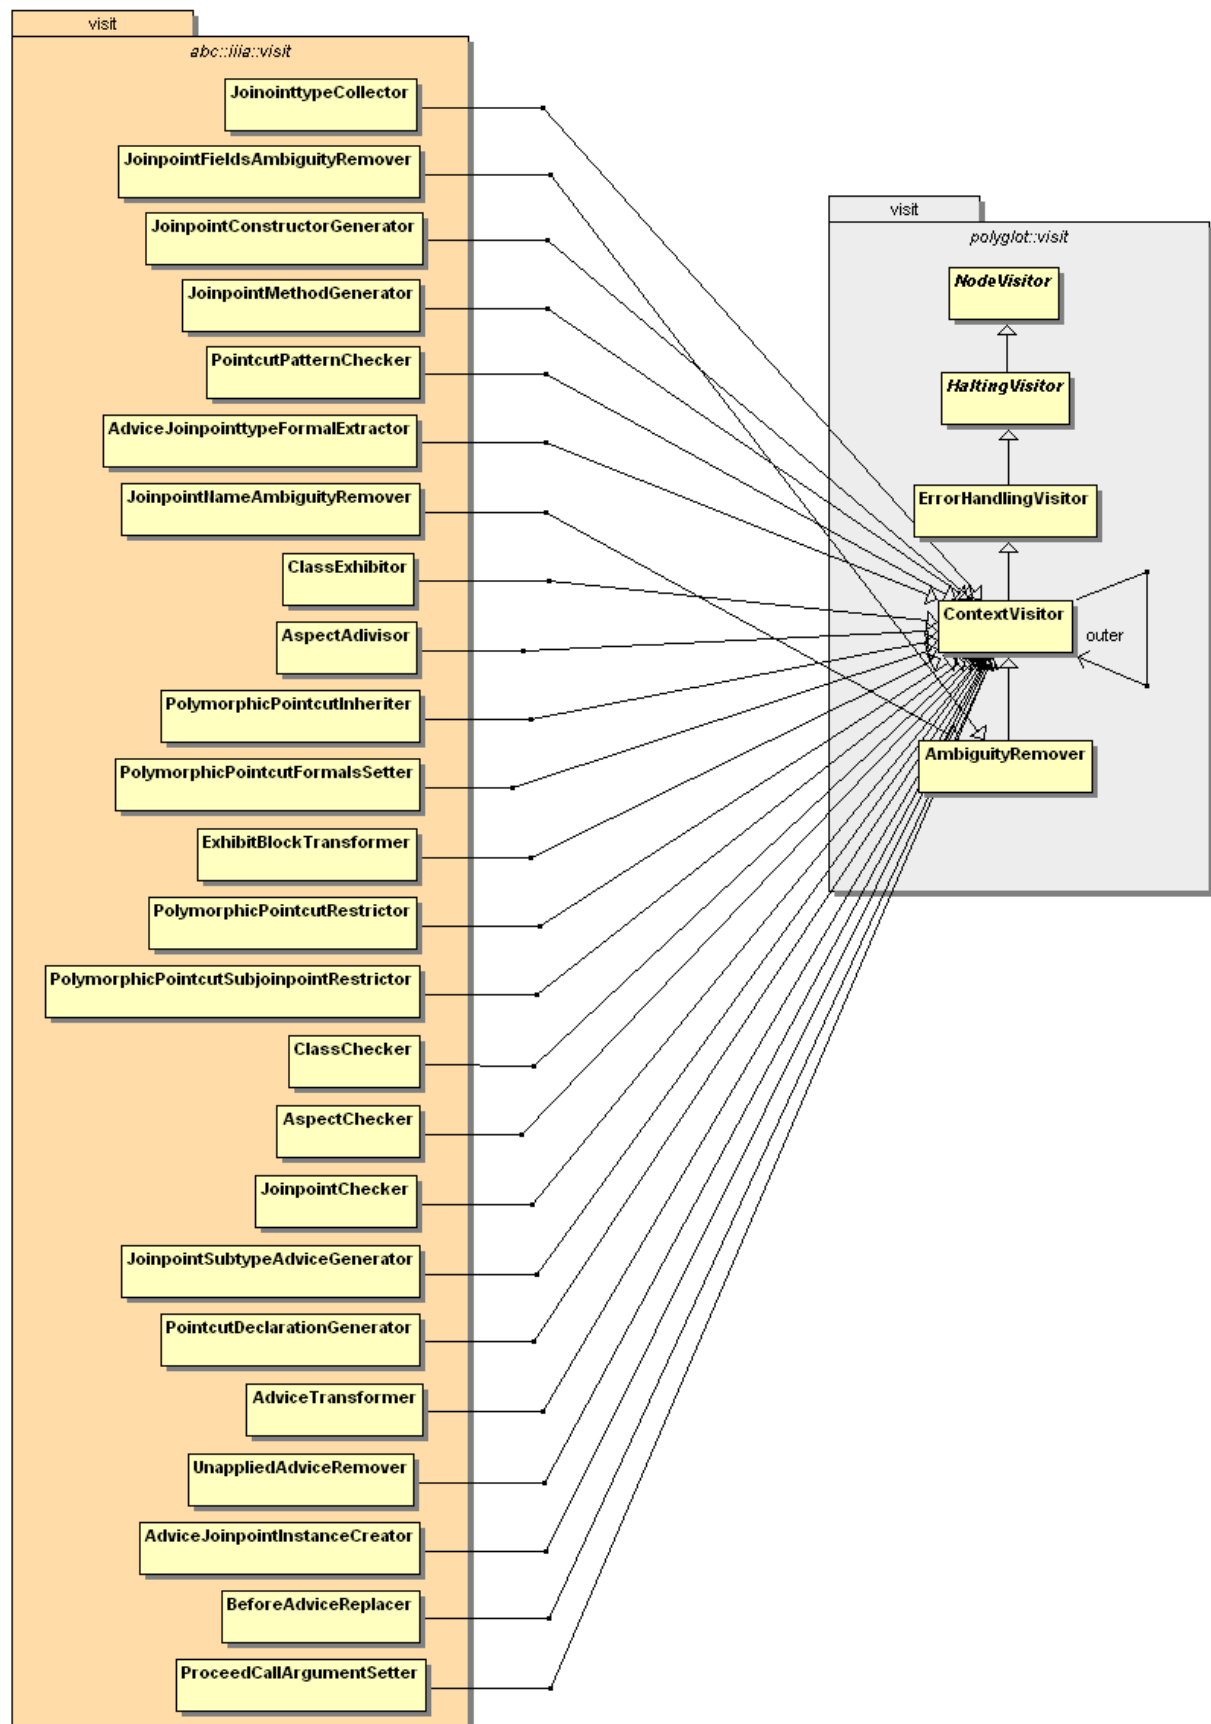 visit
abc::iiia::visit
JoinointtypeCollector
JoinpointFieldsAmbiguityRemover
JoinpointConstructorGenerator
JoinpointMethodGenerator
PointcutPatternChecker
AdviceJoinpointtypeFormalExtractor
JoinpointNameAmbiguityRemover
ClassExhibitor
AspectAdivisor
PolymorphicPointcutInheriter
PolymorphicPointcutFormalsSetter
ExhibitBlockTransformer
PolymorphicPointcutRestrictor
PolymorphicPointcutSubjoinpointRestrictor
ClassChecker
AspectChecker
JoinpointChecker
JoinpointSubtypeAdviceGenerator
PointcutDeclarationGenerator
AdviceTransformer
UnappliedAdviceRemover
AdviceJoinpointInstanceCreator
BeforeAdviceReplacer
ProceedCallArgumentSetter
visit
polyglot::visit
NodeVisitor
HaltingVisitor
ErrorHandlingVisitor
ContextVisitor
outer
AmbiguityRemover